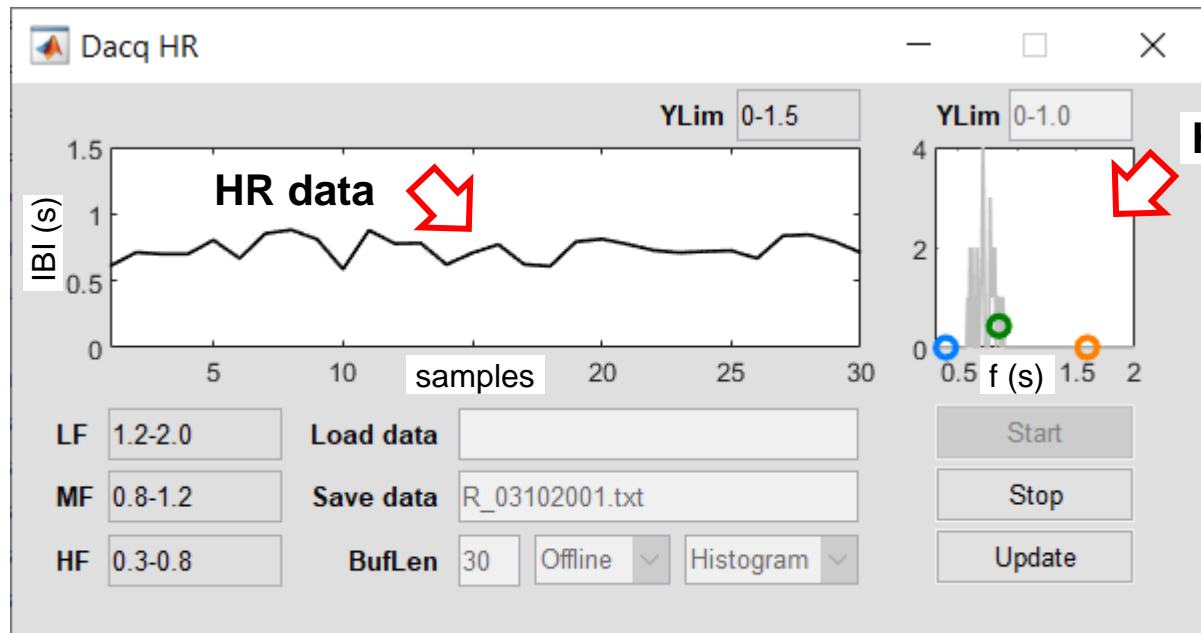 Dacq HR
YLim 0-1.5 YLim 0-1.0
H
HR data
IBI (s)
1.5
1
0.5
0
5 10 samples 20 25 30
4
2
0
0.5 f (s) 1.5 2
LF 1.2-2.0 Load data Start
MF 0.8-1.2 Save data R_03102001.txt Stop
HF 0.3-0.8 BufLen 30 Offline Histogram Update